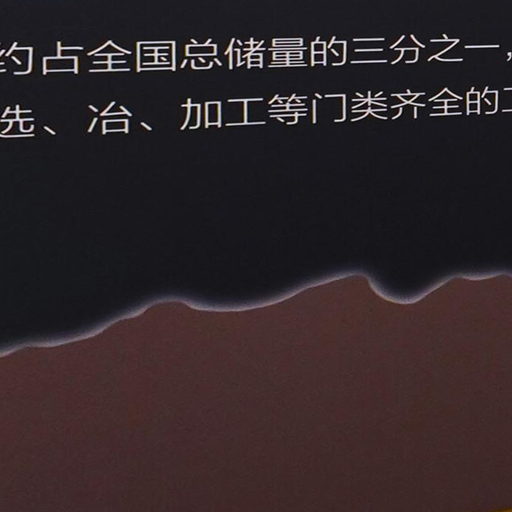 约占全国总储量的三分之一，
选、冶、加工等门类齐全的工